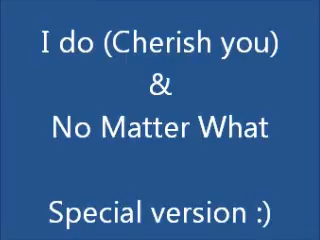 I do (Cherish you)
&
No Matter What
Special version :)